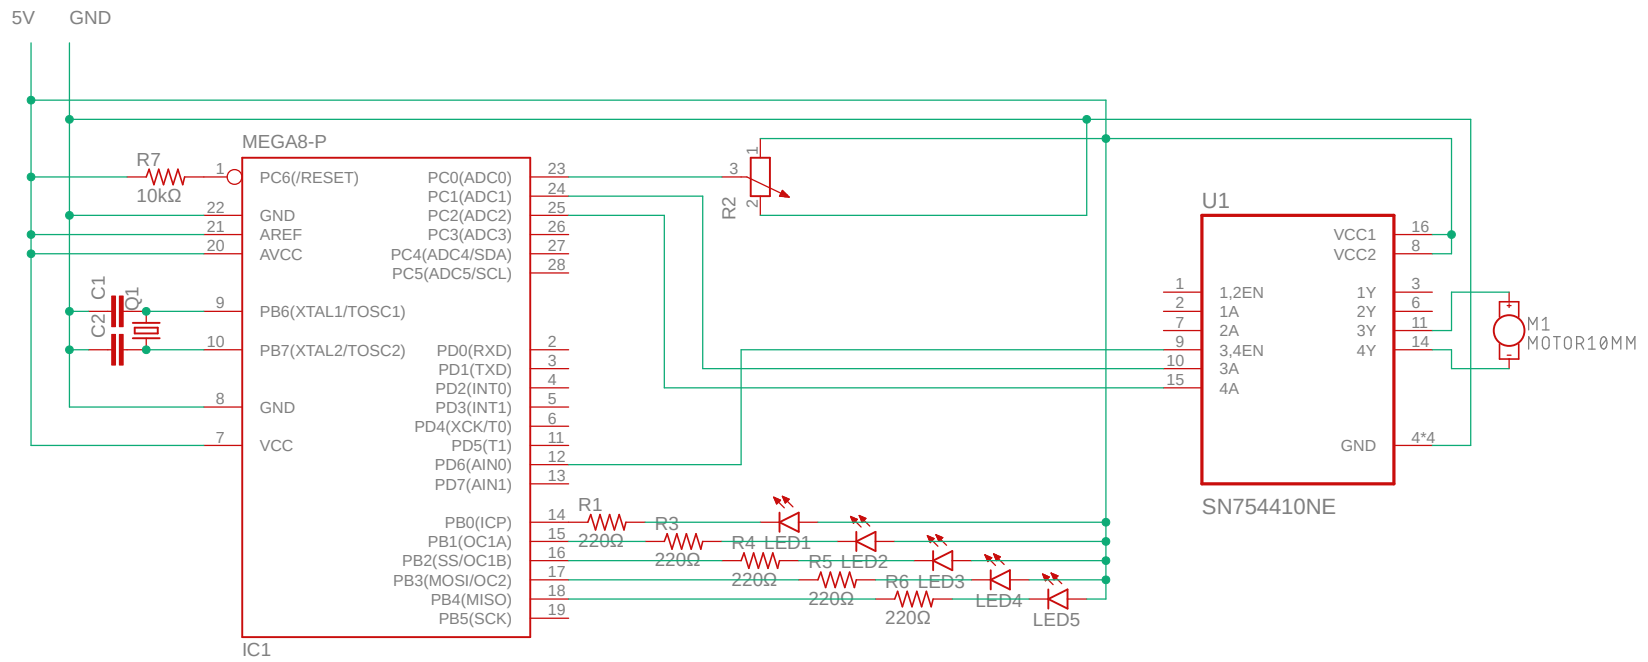 5V GND
MEGA8-P
R7
10kΩ
1 PC6(/RESET)
22 GND
21 AREF
20 AVCC
C1
C2
Q1
9 PB6(XTAL1/TOSC1)
10 PB7(XTAL2/TOSC2)
8 GND
7 VCC
PC0(ADC0) 23
PC1(ADC1) 24
PC2(ADC2) 25
PC3(ADC3) 26
PC4(ADC4/SDA) 27
PC5(ADC5/SCL) 28
PD0(RXD) 2
PD1(TXD) 3
PD2(INT0) 4
PD3(INT1) 5
PD4(XCK/T0) 6
PD5(T1) 11
PD6(AIN0) 12
PD7(AIN1) 13
PB0(ICP) 14
PB1(OC1A) 15
PB2(SS/OC1B) 16
PB3(MOSI/OC2) 17
PB4(MISO) 18
PB5(SCK) 19
IC1
R2
1
3
2
R1
220Ω
R3
220Ω
R4
220Ω
R5
220Ω
R6
220Ω
LED1
LED2
LED3
LED4
LED5
U1
VCC1 16
VCC2 8
1 1,2EN
2 1A
7 2A
9 3,4EN
10 3A
15 4A
1Y 3
2Y 6
3Y 11
4Y 14
GND 4*4
SN754410NE
+
M1
MOTOR10MM
-